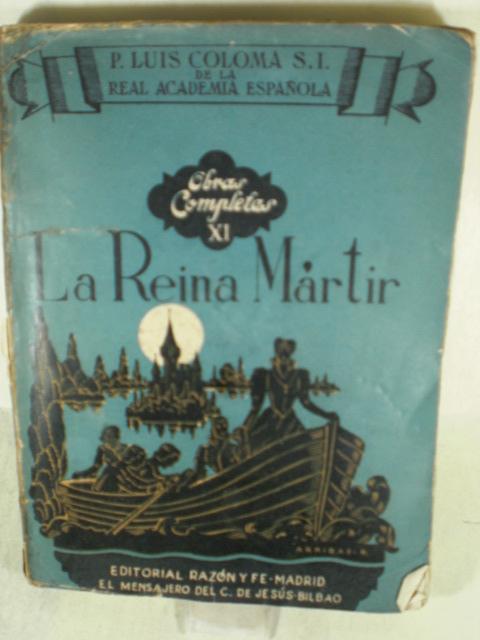 P. LUIS COLOMA S.I.
DE LA
REAL ACADEMIA ESPAÑOLA
Obras
Completas
XI
La Reina Mártir
EDITORIAL RAZÓN Y FE-MADRID
EL MENSAJERO DEL C. DE JESÚS-BILBAO